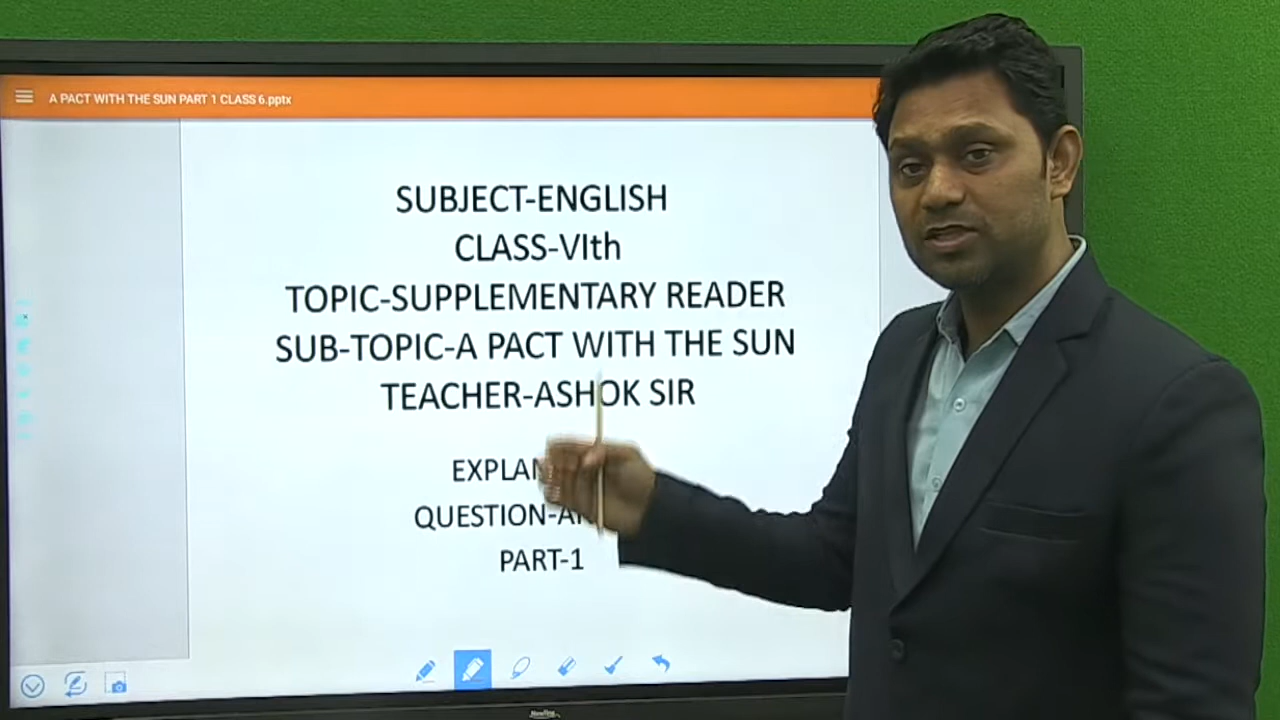 A PACT WITH THE SUN PART 1 CLASS 6.pptx
SUBJECT-ENGLISH
CLASS-VIth
TOPIC-SUPPLEMENTARY READER
SUB-TOPIC-A PACT WITH THE SUN
TEACHER-ASHOK SIR
PART-1